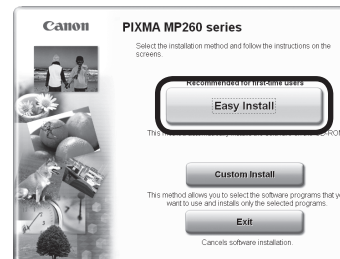 Canon
PIXMA MP260 series
Select the installation method and follow the instructions on the
screens.
Recommended for first-time users
Easy Install
This
Custom Install
This method allows you to select the software programs that
want to use and installs only the selected programs.
Exit
Cancels software installation.